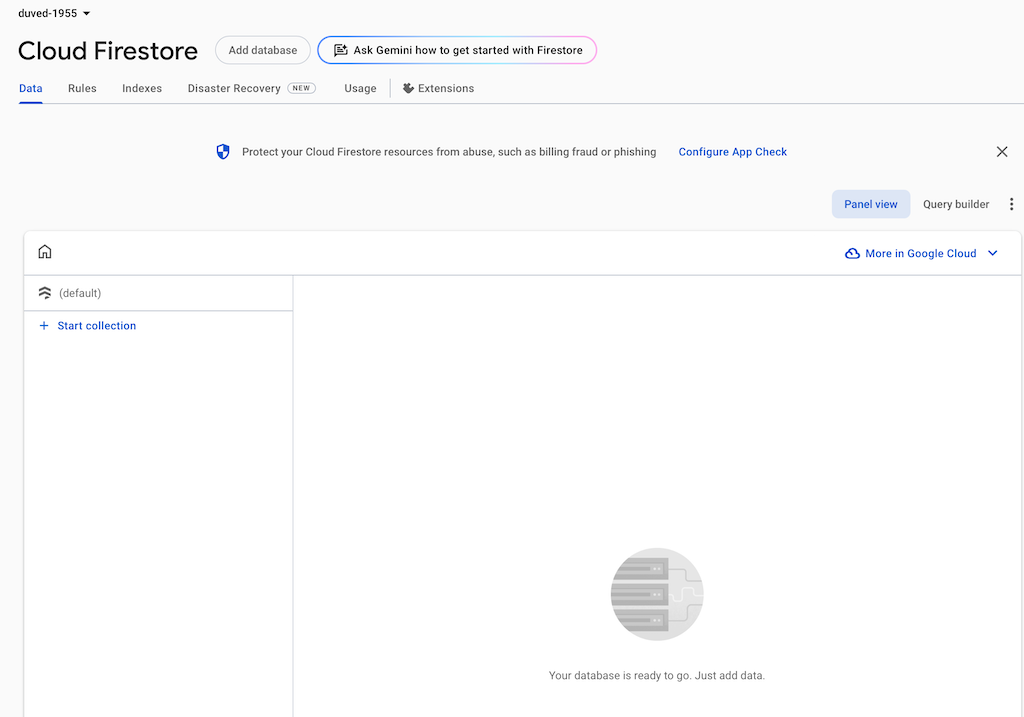 duved-1955
Cloud Firestore Add database Ask Gemini how to get started with Firestore
Data Rules Indexes Disaster Recovery NEW Usage Extensions
Protect your Cloud Firestore resources from abuse, such as billing fraud or phishing Configure App Check
Panel view Query builder
More in Google Cloud
(default)
+ Start collection
Your database is ready to go. Just add data.